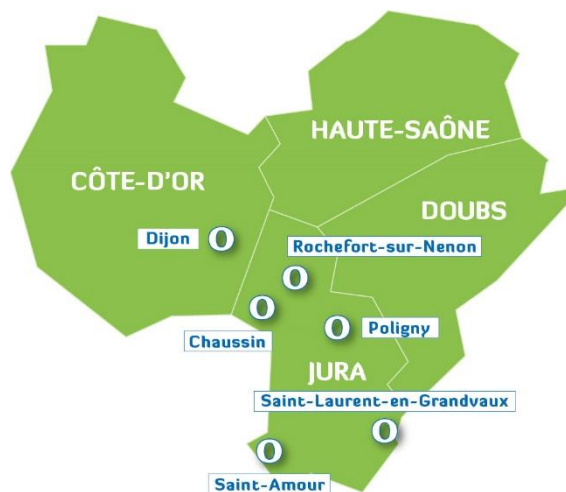 HAUTE-SAÔNE
CÔTE-D'OR
DOUBS
Dijon
Rochefort-sur-Nenon
Chaussin
Poligny
JURA
Saint-Laurent-en-Grandvaux
Saint-Amour